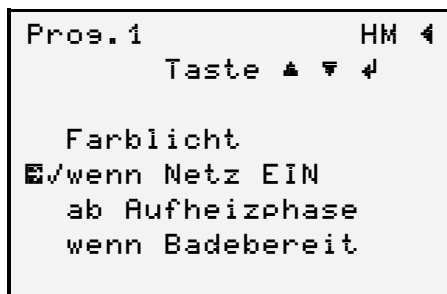 Prog.1 HM ◄
Taste ▲ ▼ ↲
Farblicht
➔√wenn Netz EIN
ab Aufheizphase
wenn Badebereit